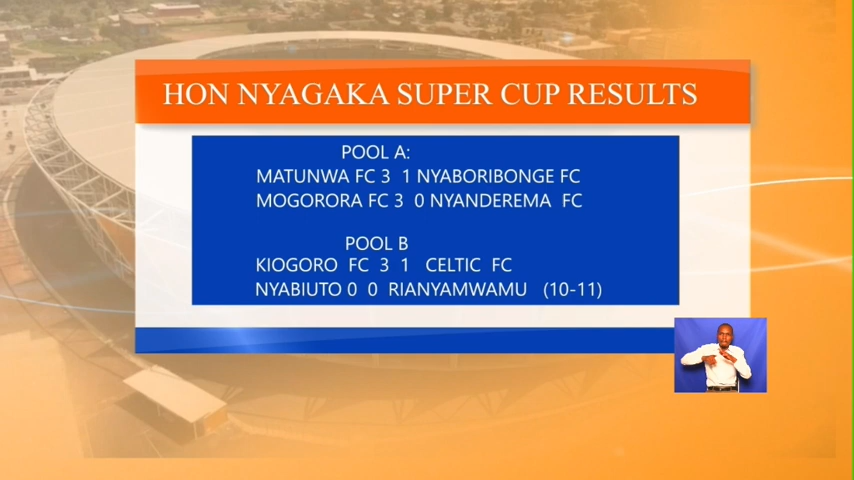 HON NYAGAKA SUPER CUP RESULTS
POOL A:
MATUNWA FC 3 1 NYABORIBONGE FC
MOGORORA FC 3 0 NYANDEREMA FC
POOL B
KIOGORO FC 3 1 CELTIC FC
NYABIUTO 0 0 RIANYAMWAMU (10-11)